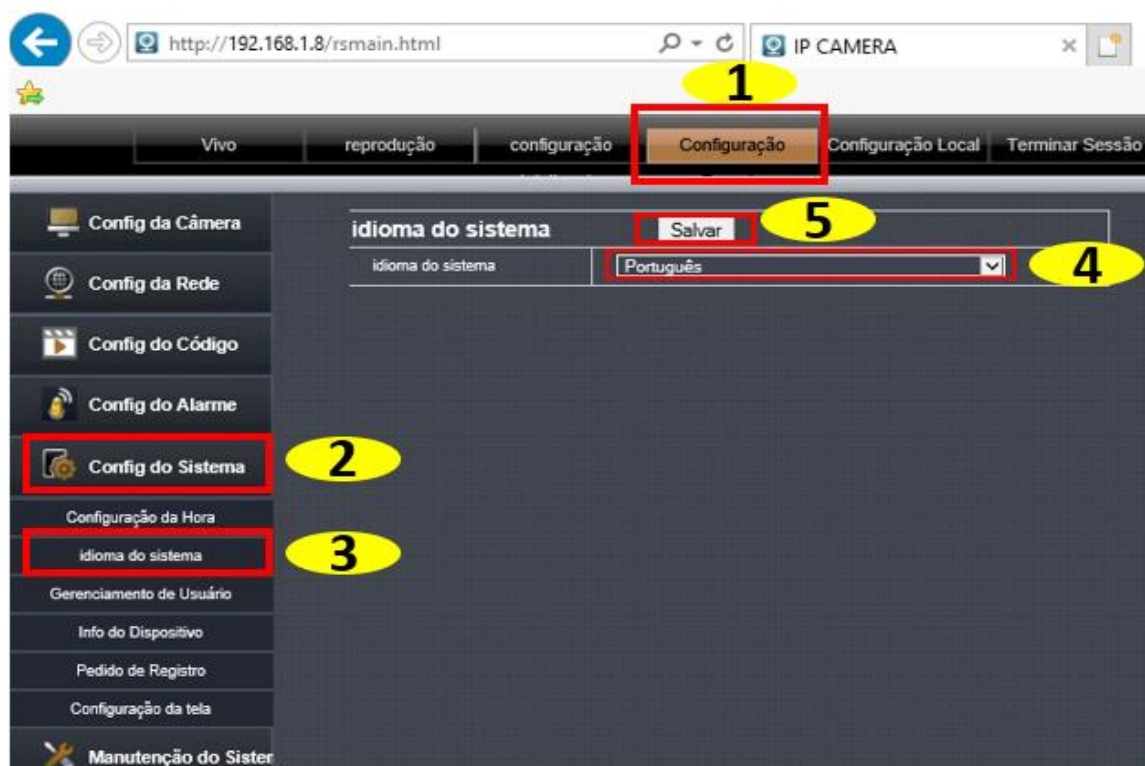 http://192.168.1.8/rsmain.html
IP CAMERA
1
Vivo
reprodução
configuração
Configuração
Configuração Local
Terminar Sessão
Config da Câmera
idioma do sistema
Salvar
5
idioma do sistema
Português
4
Config da Rede
Config do Código
Config do Alarme
Config do Sistema
2
Configuração da Hora
idioma do sistema
3
Gerenciamento de Usuário
Info do Dispositivo
Pedido de Registro
Configuração da tela
Manutenção do Sister